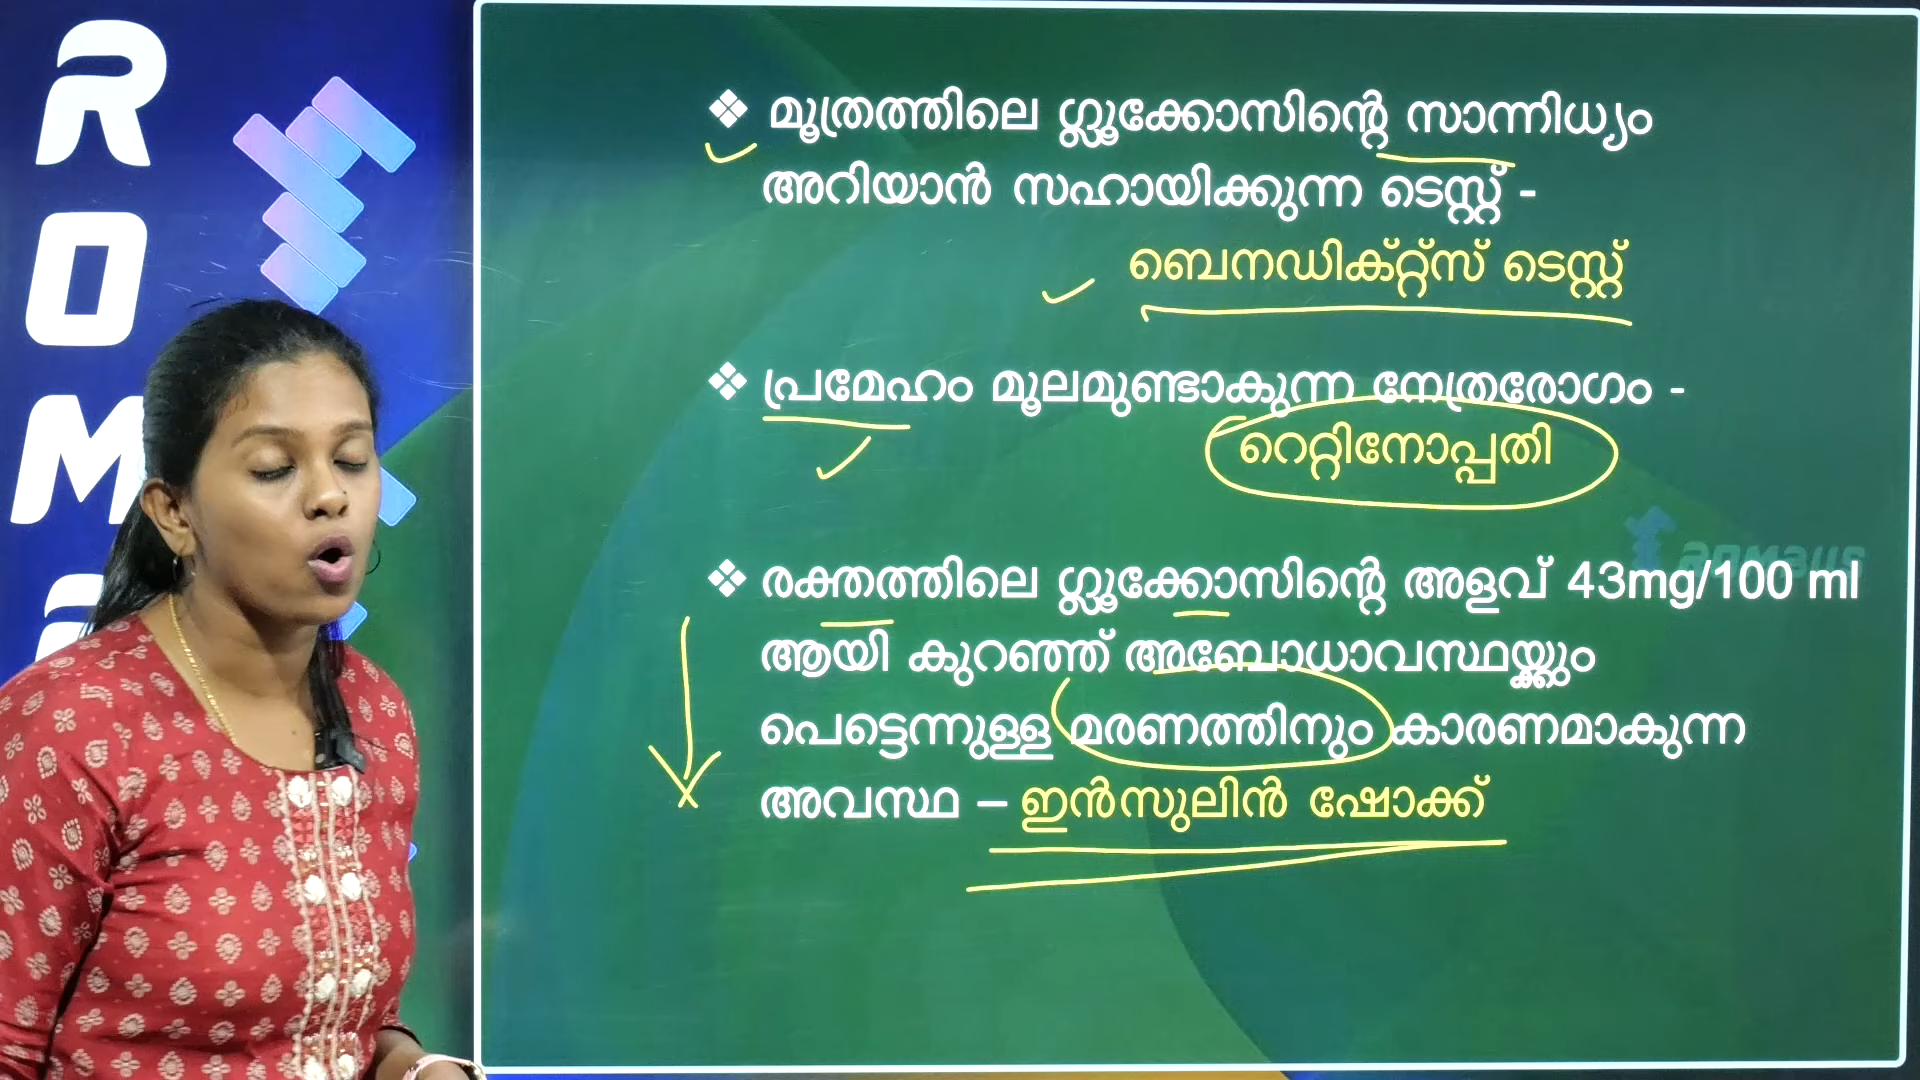 ❖ മൂത്രത്തിലെ ഗ്ലൂക്കോസിന്റെ സാന്നിധ്യം
അറിയാൻ സഹായിക്കുന്ന ടെസ്റ്റ് -
ബെനഡിക്റ്റ്സ് ടെസ്റ്റ്
❖ പ്രമേഹം മൂലമുണ്ടാകുന്ന നേത്രരോഗം -
റെറ്റിനോപ്പതി
❖ രക്തത്തിലെ ഗ്ലൂക്കോസിന്റെ അളവ് 43mg/100 ml
ആയി കുറഞ്ഞ് അബോധാവസ്ഥയ്ക്കും
പെട്ടെന്നുള്ള മരണത്തിനും കാരണമാകുന്ന
അവസ്ഥ – ഇൻസുലിൻ ഷോക്ക്
R
O
M